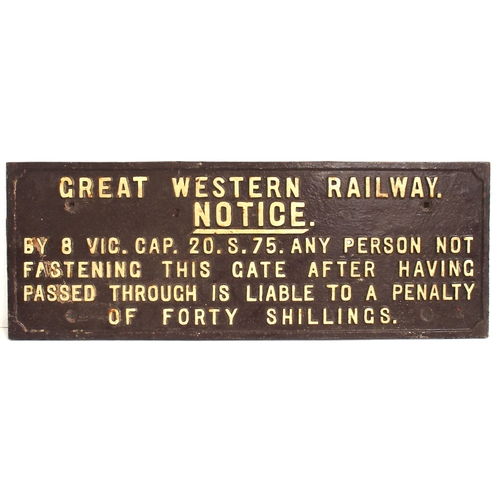 GREAT WESTERN RAILWAY.
NOTICE.
BY 8 VIC. CAP. 20. S. 75. ANY PERSON NOT
FASTENING THIS GATE AFTER HAVING
PASSED THROUGH IS LIABLE TO A PENALTY
OF FORTY SHILLINGS.